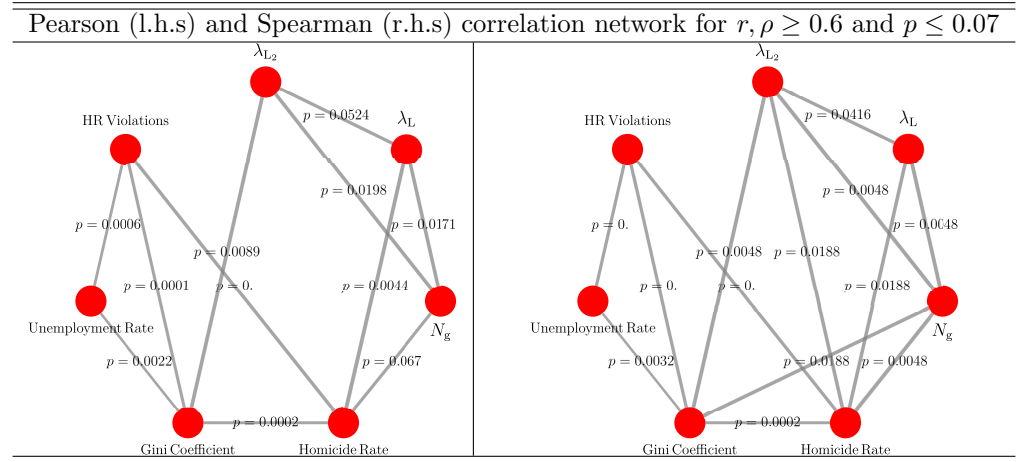 Pearson (l.h.s) and Spearman (r.h.s) correlation network for r, ρ ≥ 0.6 and p ≤ 0.07
λL₂
p = 0.0524
λL
HR Violations
p = 0.0198
p = 0.0006
p = 0.0171
p = 0.0089
p = 0.0001
p = 0.
p = 0.0044
Unemployment Rate
Ng
p = 0.0022
p = 0.067
p = 0.0002
Gini Coefficient
Homicide Rate
λL₂
p = 0.0416
λL
HR Violations
p = 0.0048
p = 0.
p = 0.0048
p = 0.0048
p = 0.0188
p = 0.
p = 0.
p = 0.0188
Unemployment Rate
Ng
p = 0.0032
p = 0.0188
p = 0.0048
p = 0.0002
Gini Coefficient
Homicide Rate